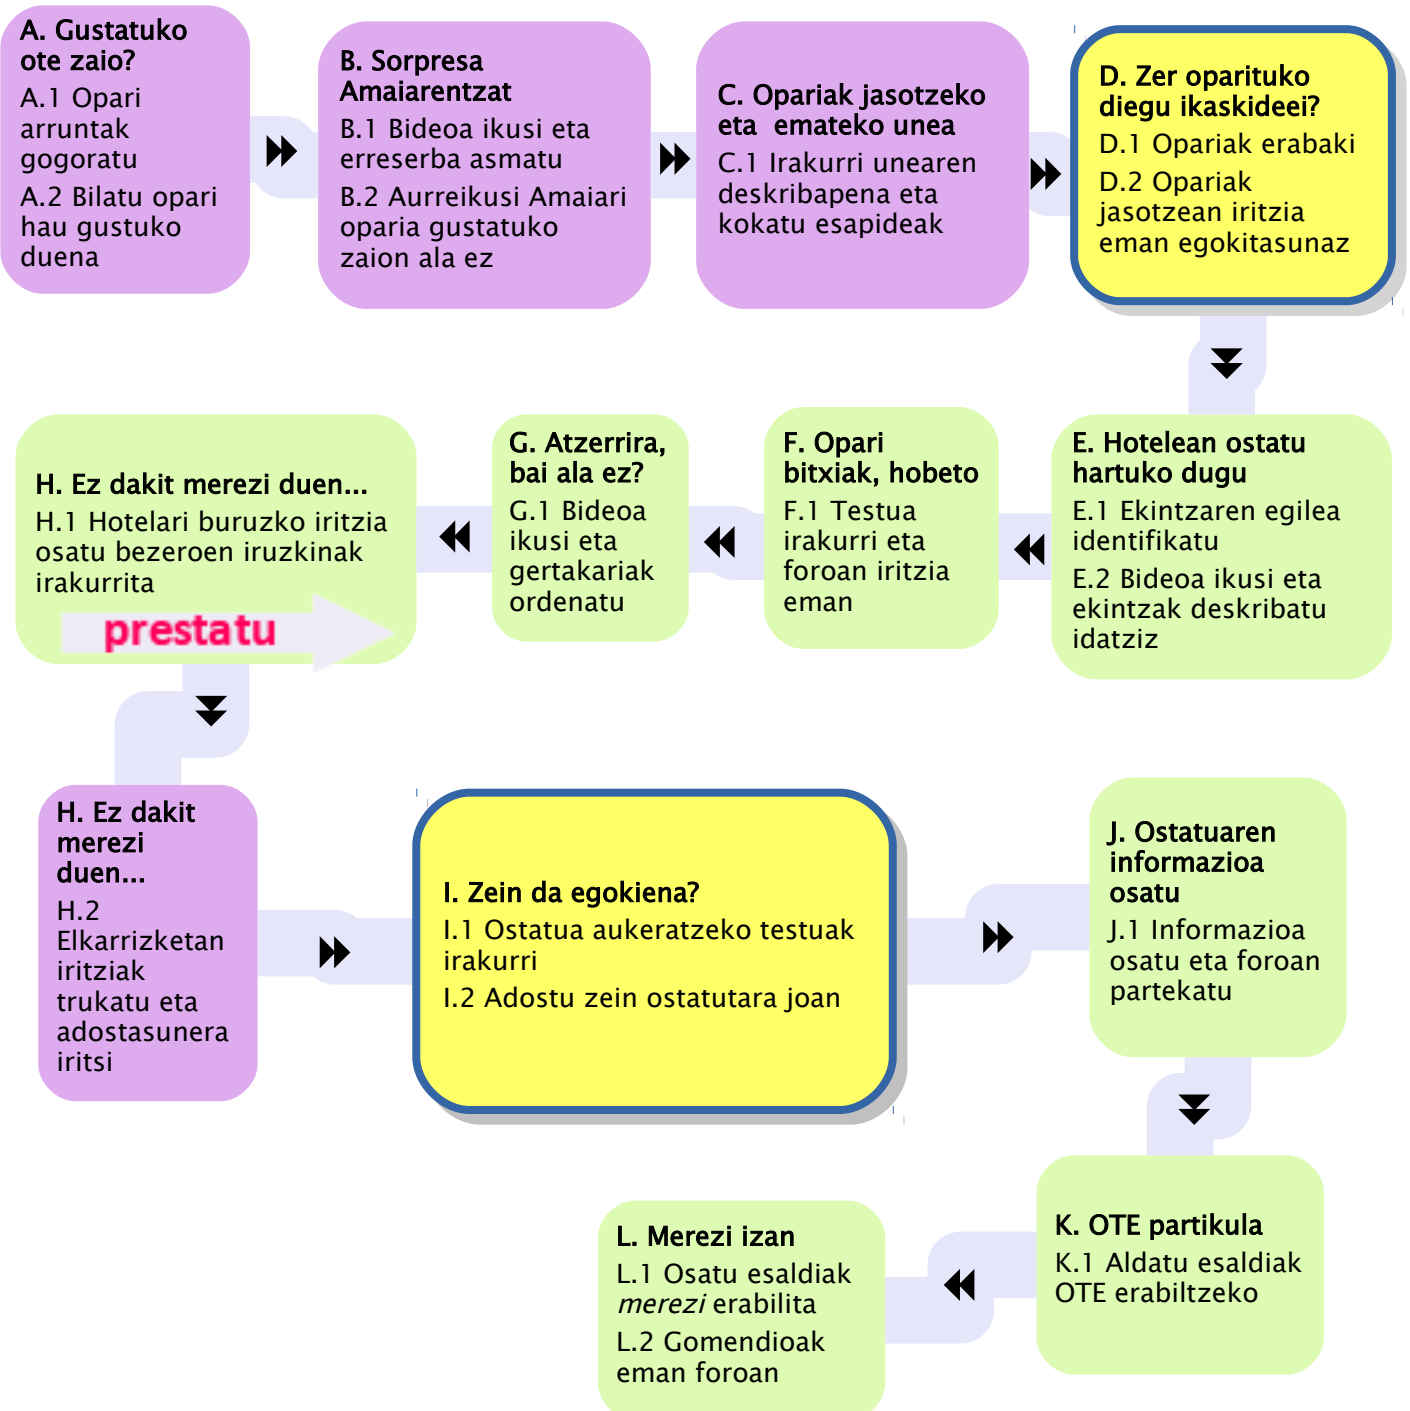 A. Gustatuko
ote zaio?
A.1 Opari
arruntak
gogoratu
A.2 Bilatu opari
hau gustuko
duena
B. Sorpresa
Amaiarentzat
B.1 Bideoa ikusi eta
erreserba asmatu
B.2 Aurreikusi Amaiari
oparia gustatuko
zaion ala ez
C. Opariak jasotzeko
eta  emateko unea
C.1 Irakurri unearen
deskribapena eta
kokatu esapideak
D. Zer oparituko
diegu ikaskideei?
D.1 Opariak erabaki
D.2 Opariak
jasotzean iritzia
eman egokitasunaz
E. Hotelean ostatu
hartuko dugu
E.1 Ekintzaren egilea
identifikatu
E.2 Bideoa ikusi eta
ekintzak deskribatu
idatziz
F. Opari
bitxiak, hobeto
F.1 Testua
irakurri eta
foroan iritzia
eman
G. Atzerrira,
bai ala ez?
G.1 Bideoa
ikusi eta
gertakariak
ordenatu
H. Ez dakit merezi duen...
H.1 Hotelari buruzko iritzia
osatu bezeroen iruzkinak
irakurrita
prestatu
H. Ez dakit
merezi
duen...
H.2
Elkarrizketan
iritziak
trukatu eta
adostasunera
iritsi
I. Zein da egokiena?
I.1 Ostatua aukeratzeko testuak
irakurri
I.2 Adostu zein ostatutara joan
J. Ostatuaren
informazioa
osatu
J.1 Informazioa
osatu eta foroan
partekatu
K. OTE partikula
K.1 Aldatu esaldiak
OTE erabiltzeko
L. Merezi izan
L.1 Osatu esaldiak
merezi erabilita
L.2 Gomendioak
eman foroan